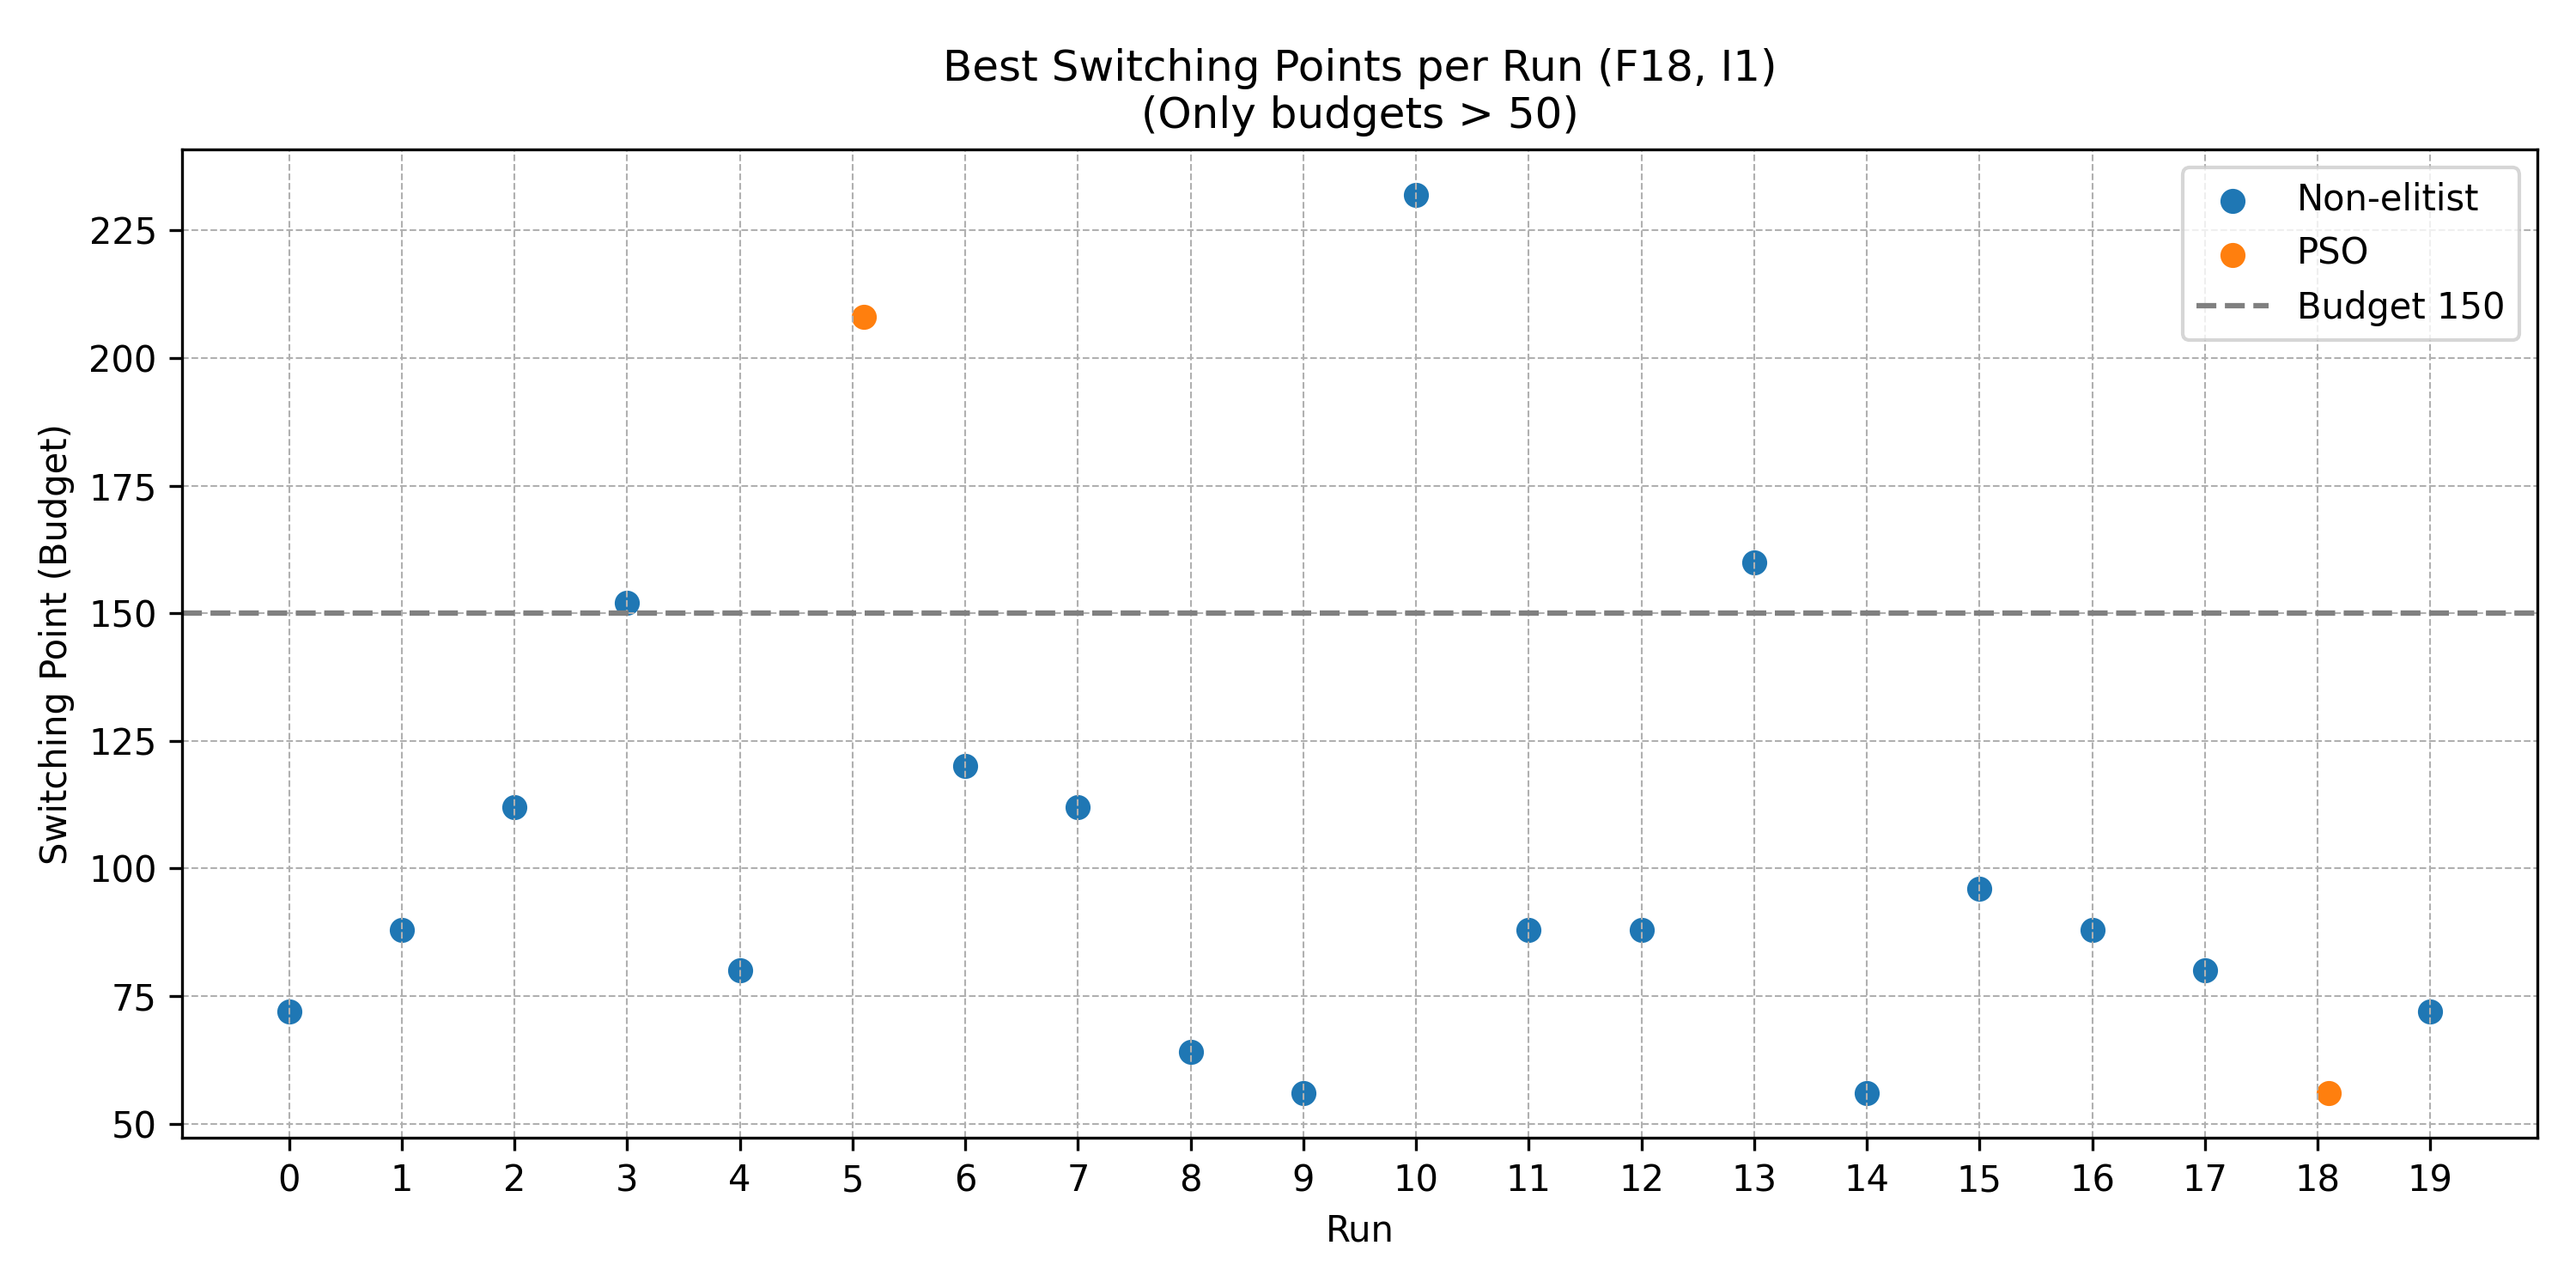 Best Switching Points per Run (F18, I1)
(Only budgets > 50)
Non-elitist
PSO
Budget 150
Switching Point (Budget)
225
200
175
150
125
100
75
50
0 1 2 3 4 5 6 7 8 9 10 11 12 13 14 15 16 17 18 19
Run